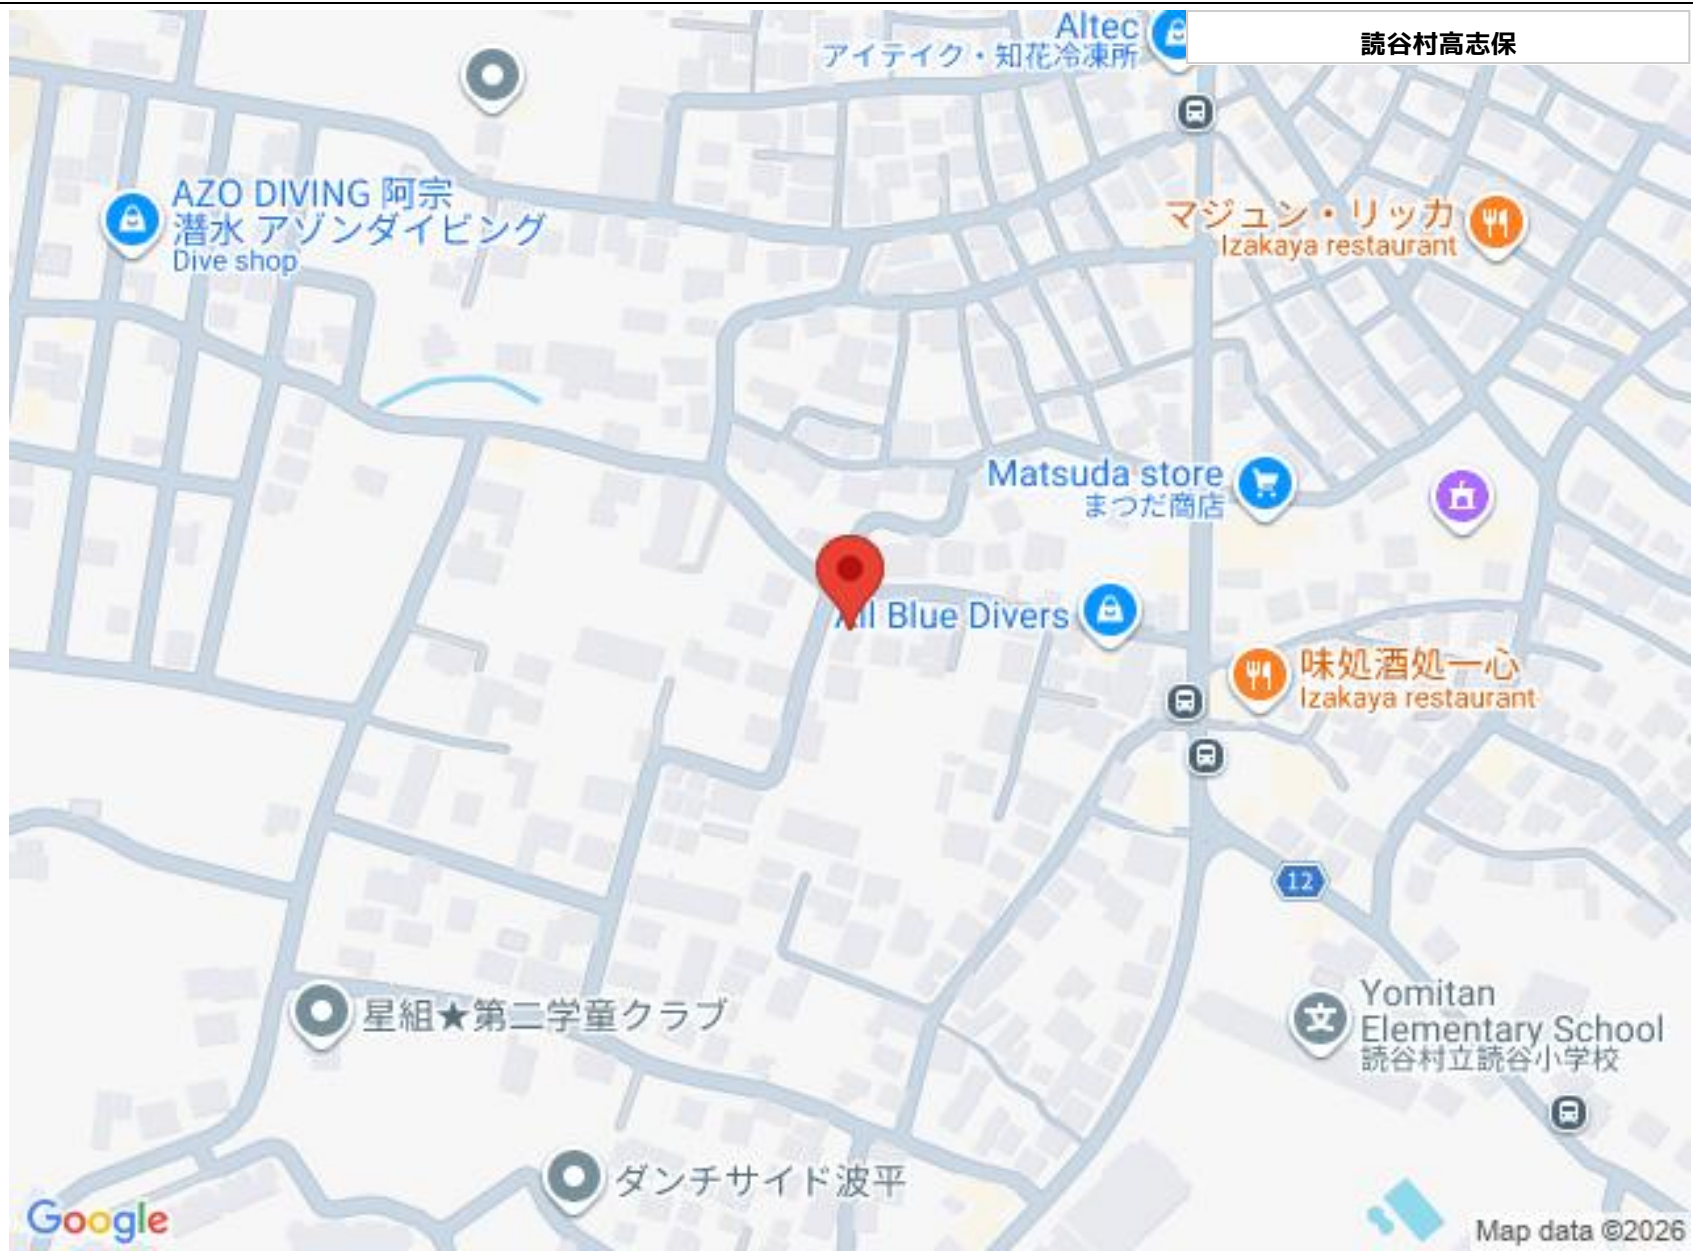 Altec
アイテイク・知花冷凍所
読谷村高志保
AZO DIVING 阿宗
潜水 アゾンダイビング
Dive shop
マジュン・リッカ
Izakaya restaurant
Matsuda store
まつだ商店
All Blue Divers
味処酒処一心
Izakaya restaurant
12
星組★第二学童クラブ
文
Yomitan
Elementary School
読谷村立読谷小学校
ダンチサイド波平
Google
Map data ©2026